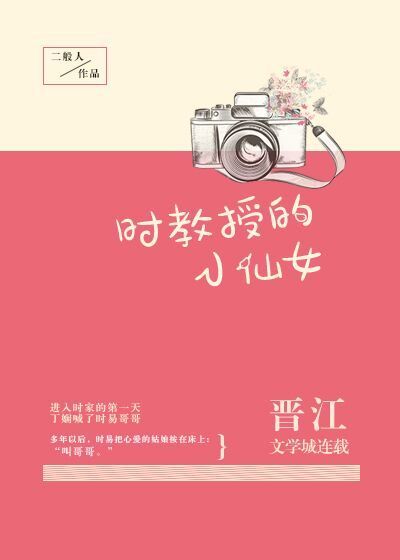 二般人
作品
时教授的
小仙女
进入时家的第一天
丁娴喊了时易哥哥
多年以后，时易把心爱的姑娘按在床上：
“叫哥哥。”
晋江
文学城连载